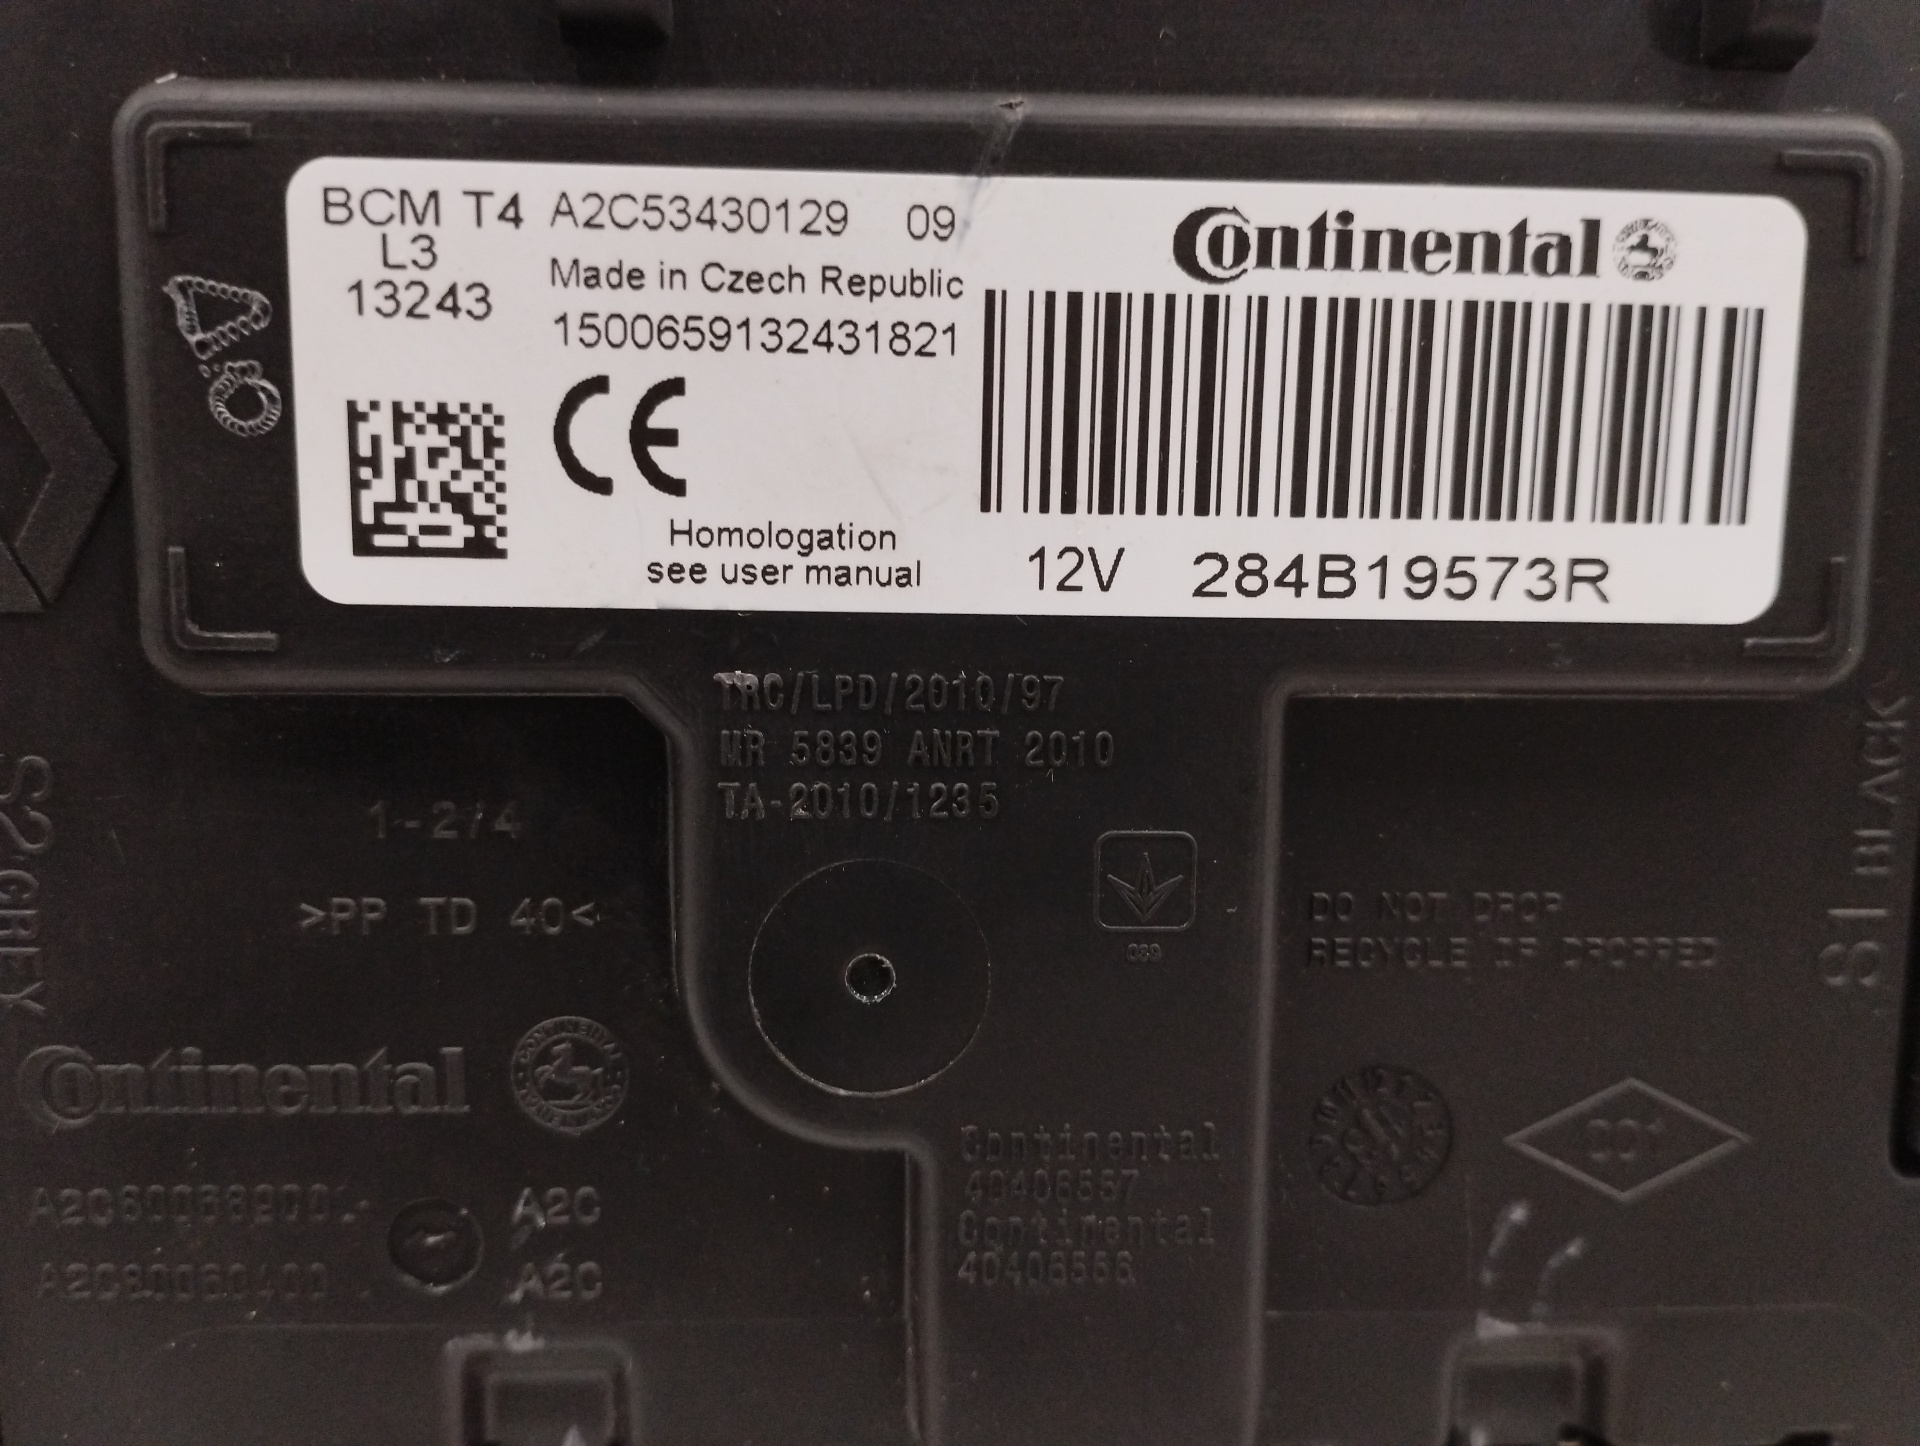 BCM T4 A2C53430129 09
L3
13243
Made in Czech Republic
1500659132431821
CE
Homologation
see user manual
Continental
12V 284B19573R
TRC/LPD/2010/97
MR 5839 ANRT 2010
TA-2010/1235
1-2/4
>PP TD 40<
S2 GREY
S1 BLACK
DO NOT DROP
RECYCLE IF DROPPED
Continental
A2C
A2C
Continental
40406557
Continental
40406566